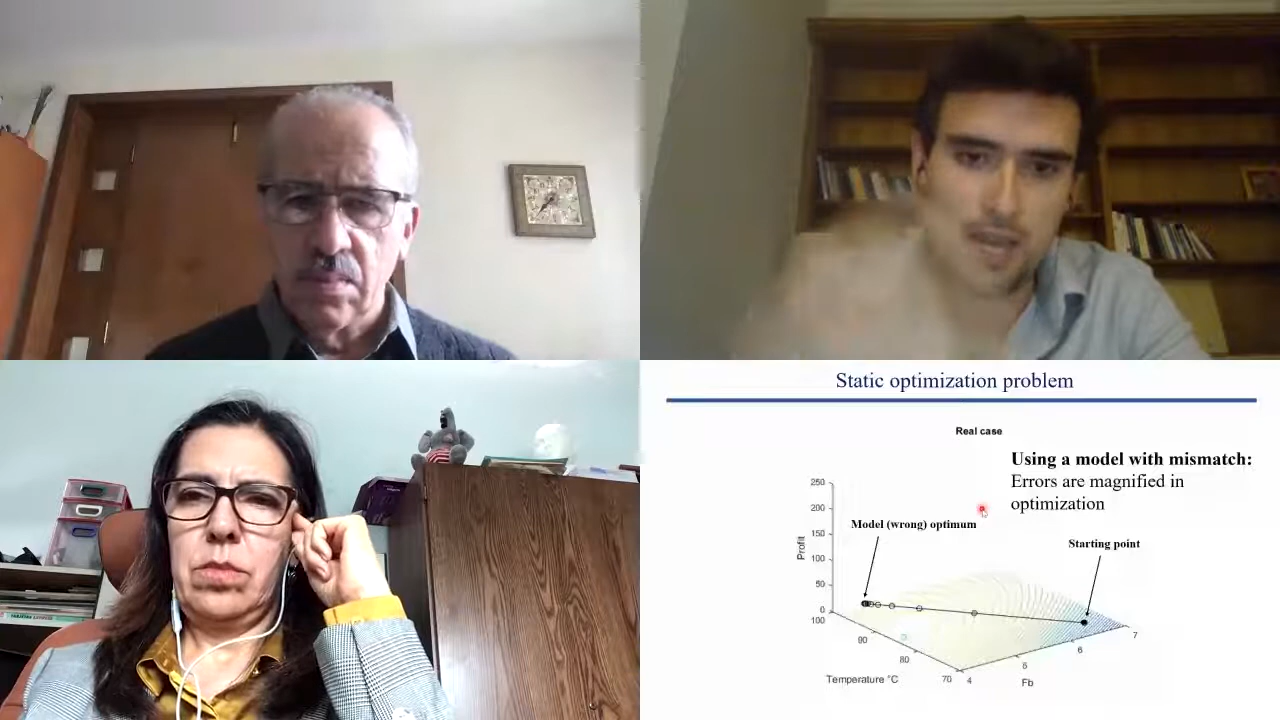 Static optimization problem
Real case
Using a model with mismatch:
Errors are magnified in
optimization
Model (wrong) optimum
Starting point
Profit
250
200
150
100
50
0
100
90
80
70
Temperature °C
4
5
6
7
Fb